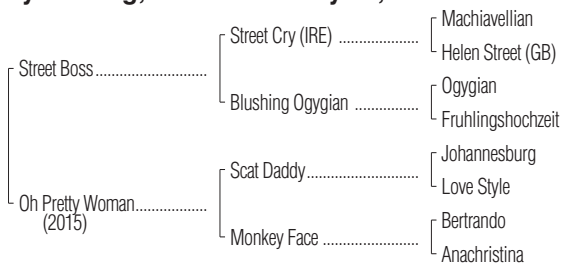 Machiavellian
Street Cry (IRE) ....................
Helen Street (GB)
Street Boss............................
Ogygian
Blushing Ogygian ................
Fruhlingshochzeit
Johannesburg
Scat Daddy............................
Love Style
Oh Pretty Woman..................
(2015)
Bertrando
Monkey Face ........................
Anachristina